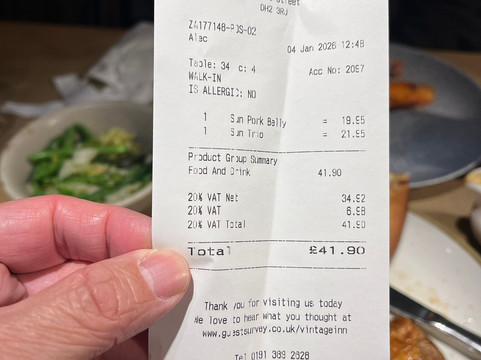 Street
DH2 3RJ
ZA177148-POS-02
Alec
04 Jan 2026 12:48
Table: 34 c: 4
Acc No: 2097
WALK-IN
IS ALLERGIC: NO
1 Sun Pork Belly = 19.95
1 Sun Trio = 21.95
Product Group Summary
Food And Drink 41.90
20% VAT Net 34.92
20% VAT 6.98
20% VAT Total 41.90
Total £41.90
Thank you for visiting us today
We love to hear what you thought at
www.guestsurvey.co.uk/vintageinn
Tel 0191 389 2628